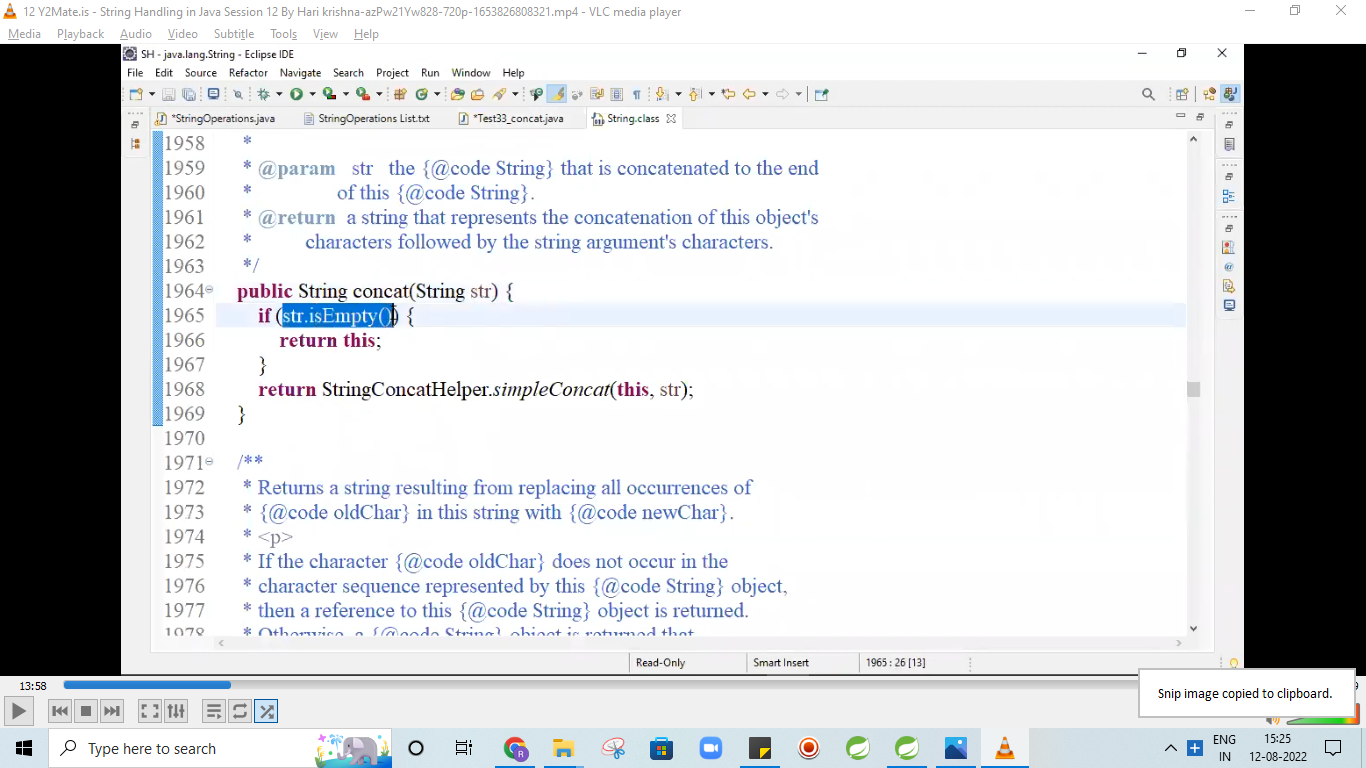 12 Y2Mate.is - String Handling in Java Session 12 By Hari krishna-azPw21Yw828-720p-1653826808321.mp4 - VLC media player
Media Playback Audio Video Subtitle Tools View Help
SH - java.lang.String - Eclipse IDE
File Edit Source Refactor Navigate Search Project Run Window Help
*StringOperations.java StringOperations List.txt *Test33_concat.java String.class
1958 *
1959 * @param str the {@code String} that is concatenated to the end
1960 * of this {@code String}.
1961 * @return a string that represents the concatenation of this object's
1962 * characters followed by the string argument's characters.
1963 */
1964 public String concat(String str) {
1965 if (str.isEmpty()) {
1966 return this;
1967 }
1968 return StringConcatHelper.simpleConcat(this, str);
1969 }
1970
1971 /**
1972 * Returns a string resulting from replacing all occurrences of
1973 * {@code oldChar} in this string with {@code newChar}.
1974 * <p>
1975 * If the character {@code oldChar} does not occur in the
1976 * character sequence represented by this {@code String} object,
1977 * then a reference to this {@code String} object is returned.
1978 * Otherwise, a {@code String} object is returned that
Read-Only Smart Insert 1965 : 26 [13]
13:58
Snip image copied to clipboard.
Type here to search
ENG
IN
15:25
12-08-2022